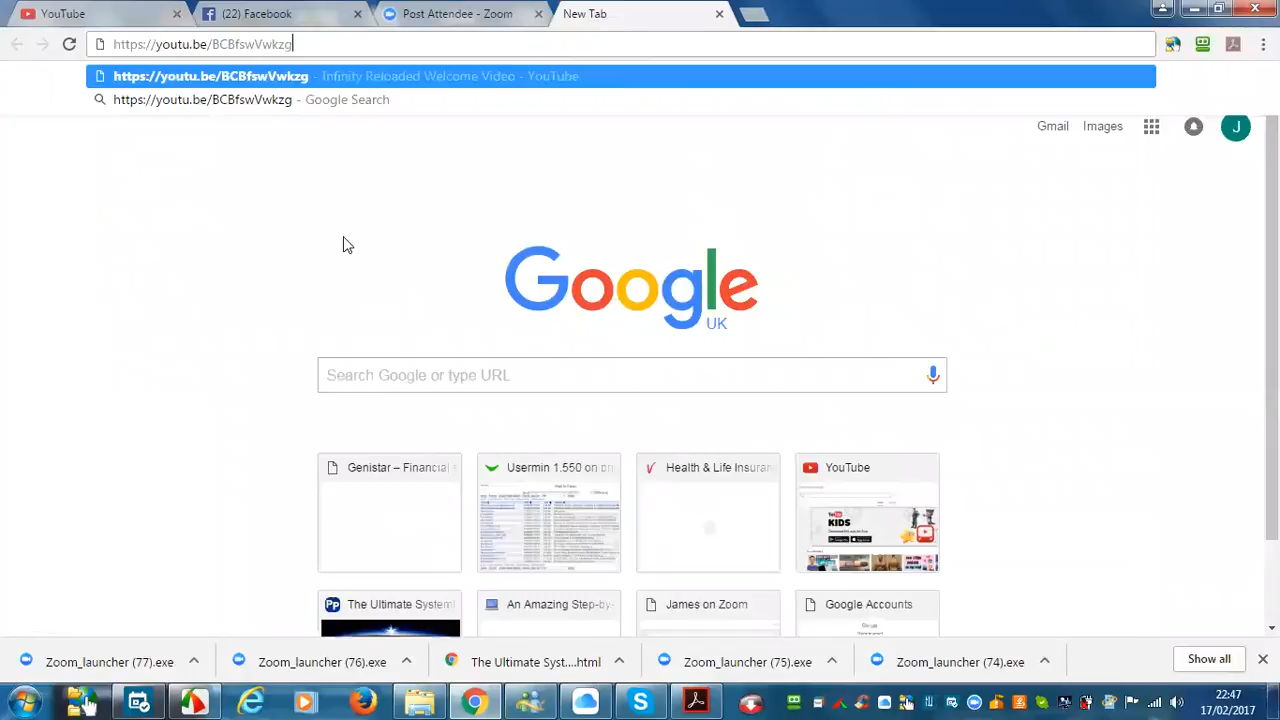 YouTube
(22) Facebook
Post Attendee - Zoom
New Tab
https://youtu.be/BCBfswVwkzg
https://youtu.be/BCBfswVwkzg - Infinity Reloaded Welcome Video - YouTube
https://youtu.be/BCBfswVwkzg - Google Search
Gmail
Images
J
Google
UK
Search Google or type URL
Genistar – Financial
Usermin 1.550 on pri
Health & Life Insuran
YouTube
YouTube
KIDS
The Ultimate System
An Amazing Step-by-
James on Zoom
Google Accounts
Zoom_launcher (77).exe
Zoom_launcher (76).exe
The Ultimate Syst....html
Zoom_launcher (75).exe
Zoom_launcher (74).exe
Show all
22:47
17/02/2017